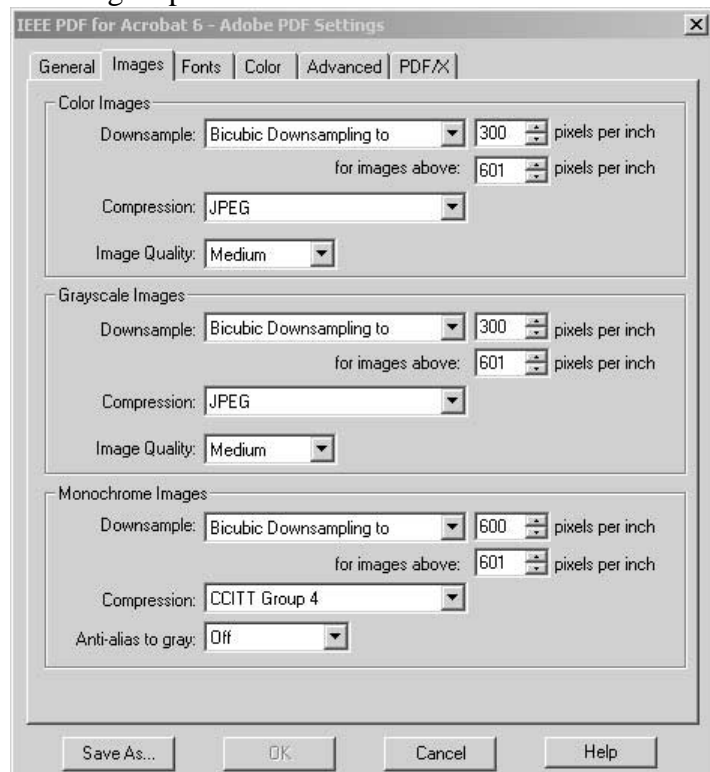 IEEE PDF for Acrobat 6 - Adobe PDF Settings
General Images Fonts Color Advanced PDF/X
Color Images
Downsample: Bicubic Downsampling to 300 pixels per inch
for images above: 601 pixels per inch
Compression: JPEG
Image Quality: Medium
Grayscale Images
Downsample: Bicubic Downsampling to 300 pixels per inch
for images above: 601 pixels per inch
Compression: JPEG
Image Quality: Medium
Monochrome Images
Downsample: Bicubic Downsampling to 600 pixels per inch
for images above: 601 pixels per inch
Compression: CCITT Group 4
Anti-alias to gray: Off
Save As... OK Cancel Help